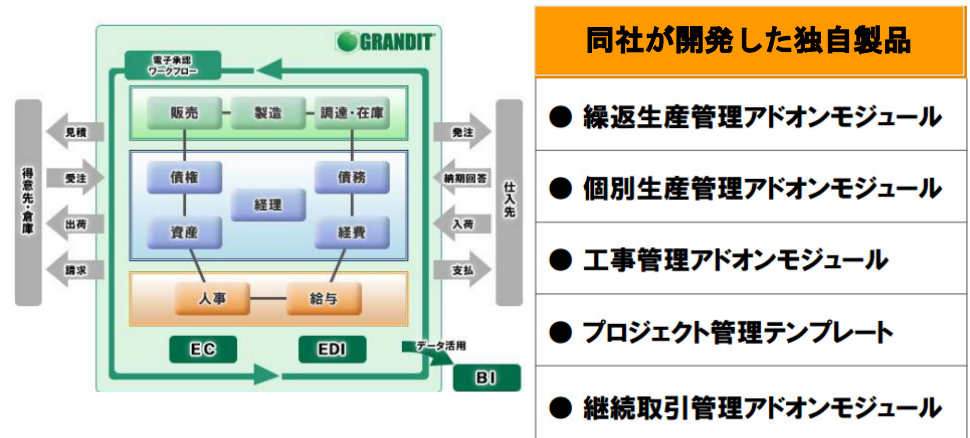 GRANDIT
電子承認
ワークフロー
販売
製造
調達・在庫
債権
債務
経理
資産
経費
人事
給与
EC
EDI
データ活用
BI
得意先・倉庫
見積
受注
出荷
請求
発注
納期回答
入荷
支払
仕入先
同社が開発した独自製品
● 繰返生産管理アドオンモジュール
● 個別生産管理アドオンモジュール
● 工事管理アドオンモジュール
● プロジェクト管理テンプレート
● 継続取引管理アドオンモジュール